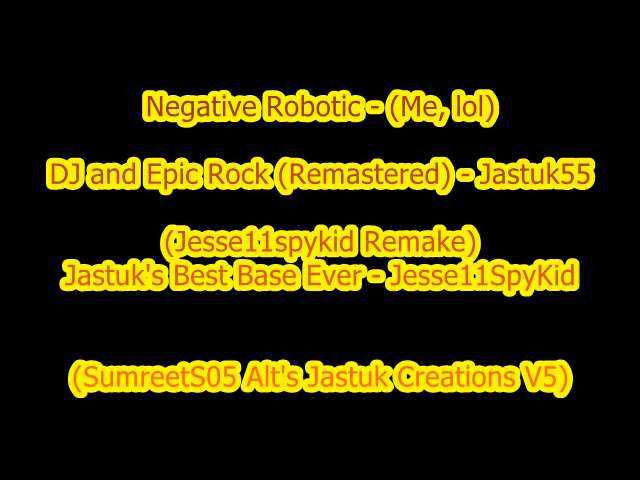 Negative Robotic - (Me, lol)
DJ and Epic Rock (Remastered) - Jastuk55
(Jesse11spykid Remake)
Jastuk's Best Base Ever - Jesse11SpyKid
(SumreetS05 Alt's Jastuk Creations V5)